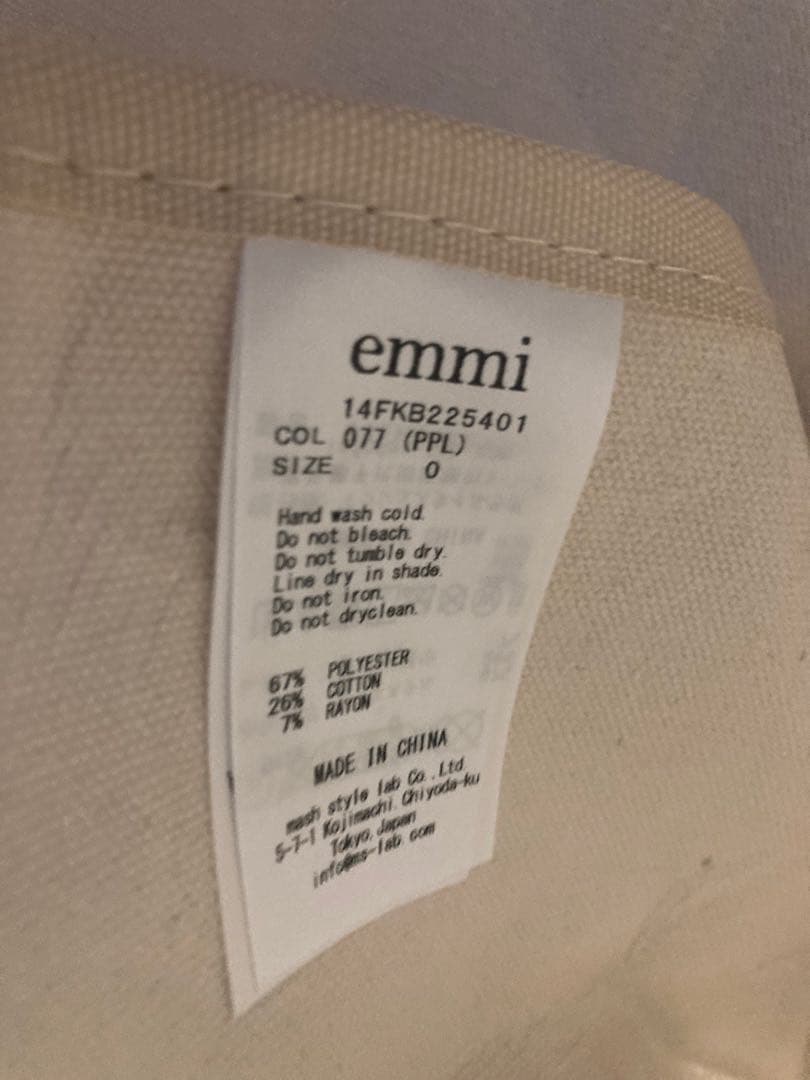 emmi
14FKB225401
COL 077 (PPL)
SIZE 0
Hand wash cold.
Do not bleach.
Do not tumble dry.
Line dry in shade.
Do not iron.
Do not dryclean.
67% POLYESTER
26% COTTON
7% RAYON
MADE IN CHINA
mash style lab Co.,Ltd
5-7-1 Kojimachi.Chiyoda-ku
Tokyo.Japan
info@ms-lab.com